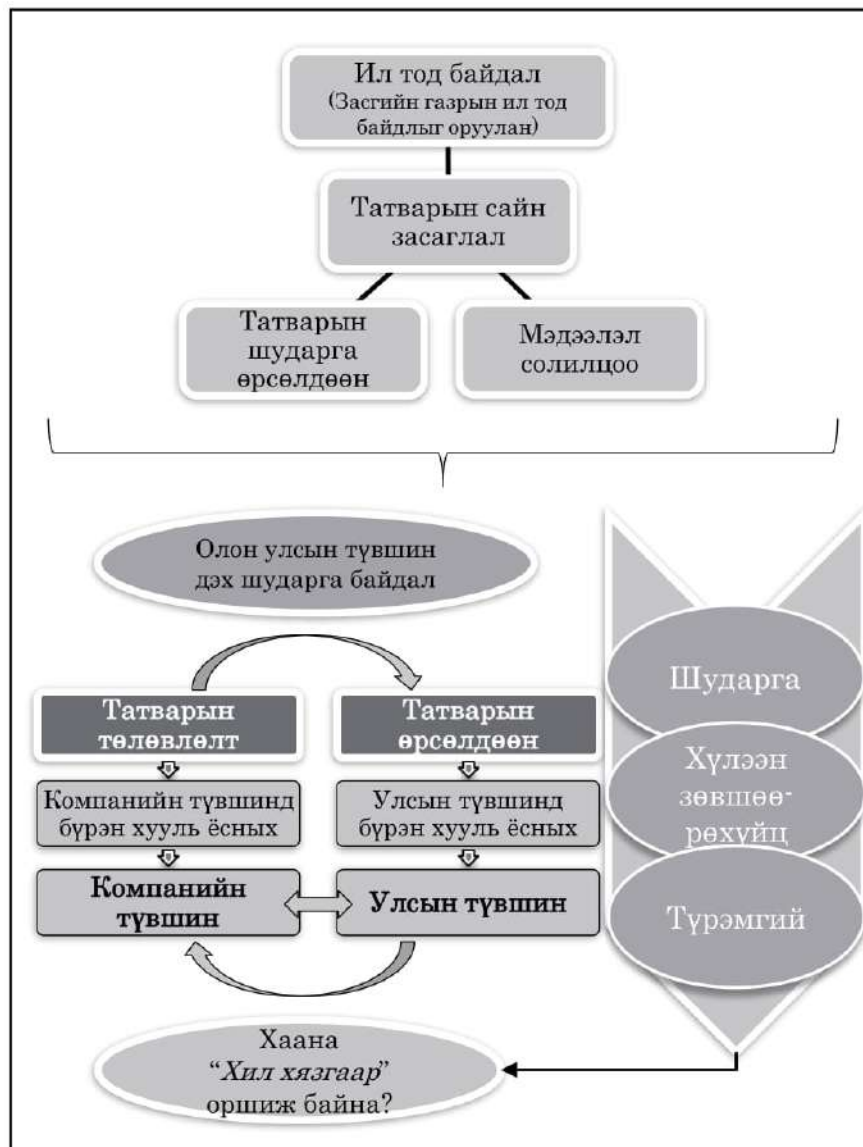 Ил тод байдал
(Засгийн газрын ил тод
байдлыг оруулан)
Татварын сайн
засаглал
Татварын
шударга
өрсөлдөөн
Мэдээлэл
солилцоо
Олон улсын түвшин
дэх шударга байдал
Татварын
төлөвлөлт
Татварын
өрсөлдөөн
Компанийн түвшинд
бүрэн хууль ёсных
Улсын түвшинд
бүрэн хууль ёсных
Компанийн
түвшин
Улсын түвшин
Шударга
Хүлээн
зөвшөө-
рөхүйц
Түрэмгий
Хаана
“Хил хязгаар”
оршиж байна?